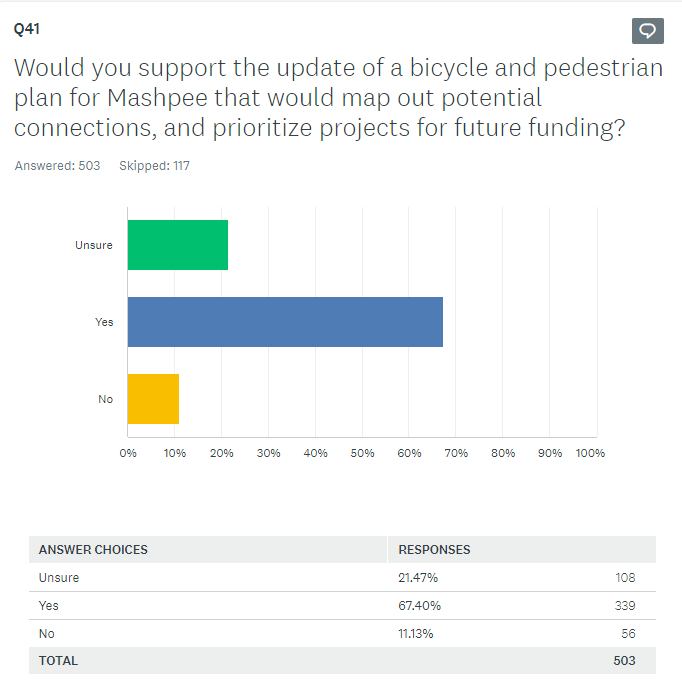 Q41
Would you support the update of a bicycle and pedestrian
plan for Mashpee that would map out potential
connections, and prioritize projects for future funding?
Answered: 503 Skipped: 117
Unsure
Yes
No
0% 10% 20% 30% 40% 50% 60% 70% 80% 90% 100%
ANSWER CHOICES RESPONSES
Unsure 21.47% 108
Yes 67.40% 339
No 11.13% 56
TOTAL 503